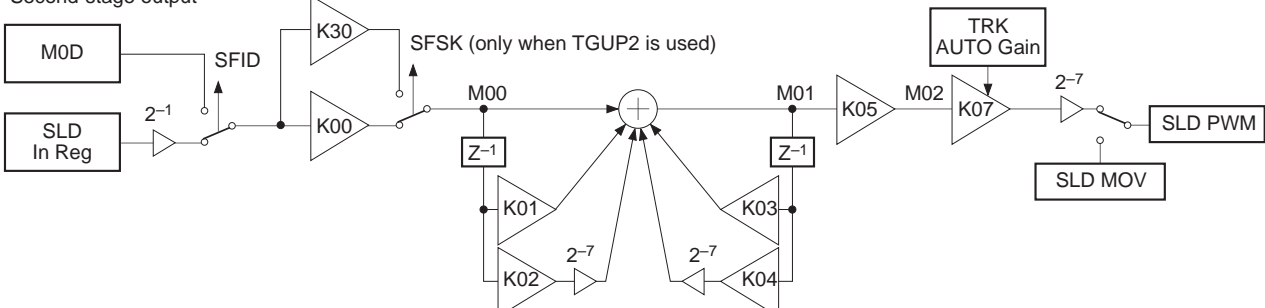 Second-stage output
M0D
SFID
2–1
SLD
In Reg
K30
K00
SFSK (only when TGUP2 is used)
M00
Z–1
K01
K02
2–7
M01
Z–1
K03
K04
2–7
K05
M02
TRK
AUTO Gain
K07
2–7
SLD PWM
SLD MOV